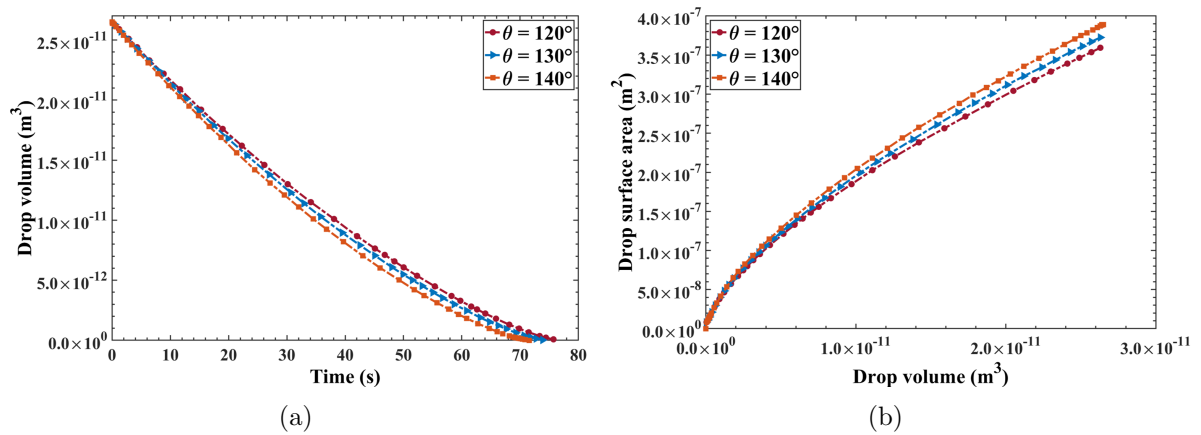 2.5×10⁻¹¹
2.0×10⁻¹¹
1.5×10⁻¹¹
1.0×10⁻¹¹
5.0×10⁻¹²
0.0×10⁰
Drop volume (m³)
0 10 20 30 40 50 60 70 80
Time (s)
θ = 120°
θ = 130°
θ = 140°
(a)
4.0×10⁻⁷
3.5×10⁻⁷
3.0×10⁻⁷
2.5×10⁻⁷
2.0×10⁻⁷
1.5×10⁻⁷
1.0×10⁻⁷
5.0×10⁻⁸
0.0×10⁰
Drop surface area (m²)
θ = 120°
θ = 130°
θ = 140°
0.0×10⁰ 1.0×10⁻¹¹ 2.0×10⁻¹¹ 3.0×10⁻¹¹
Drop volume (m³)
(b)